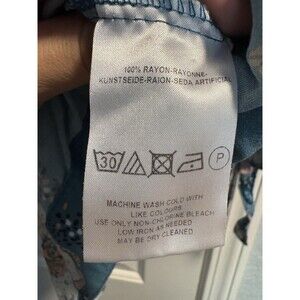 100% RAYON-RAYONNE-
KUNSTSEIDE-RAION-SEDA ARTIFICIAL
30 P
MACHINE WASH COLD WITH
LIKE COLOURS
USE ONLY NON-CHLORINE BLEACH
LOW IRON AS NEEDED
MAY BE DRY CLEANED